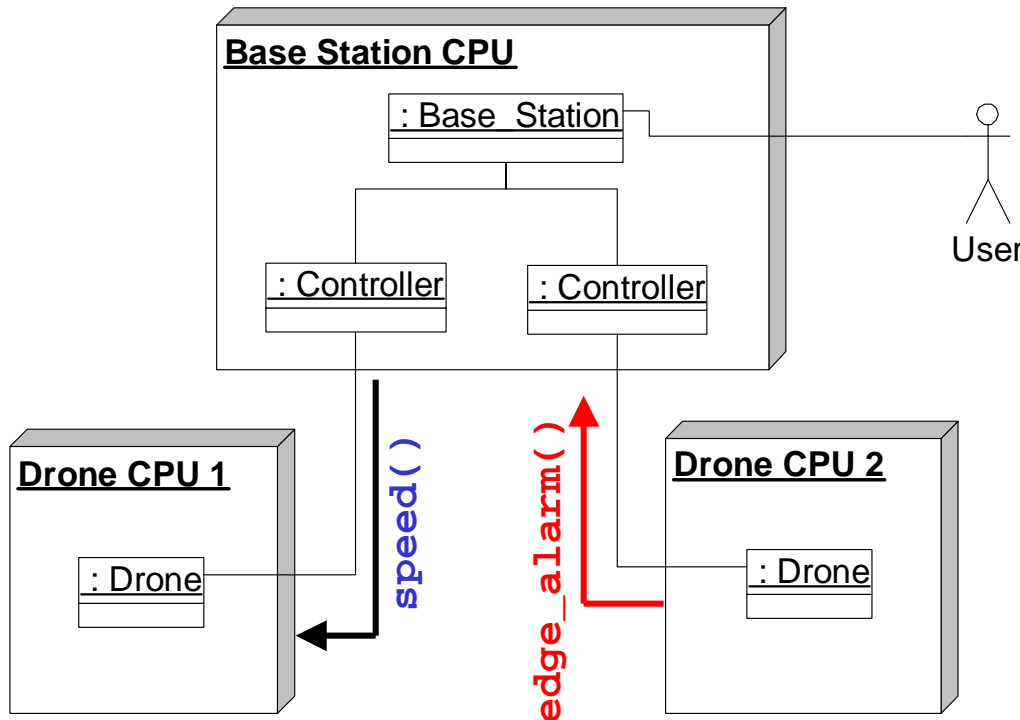 Base Station CPU
: Base_Station
User
: Controller
: Controller
speed()
edge_alarm()
Drone CPU 1
Drone CPU 2
: Drone
: Drone